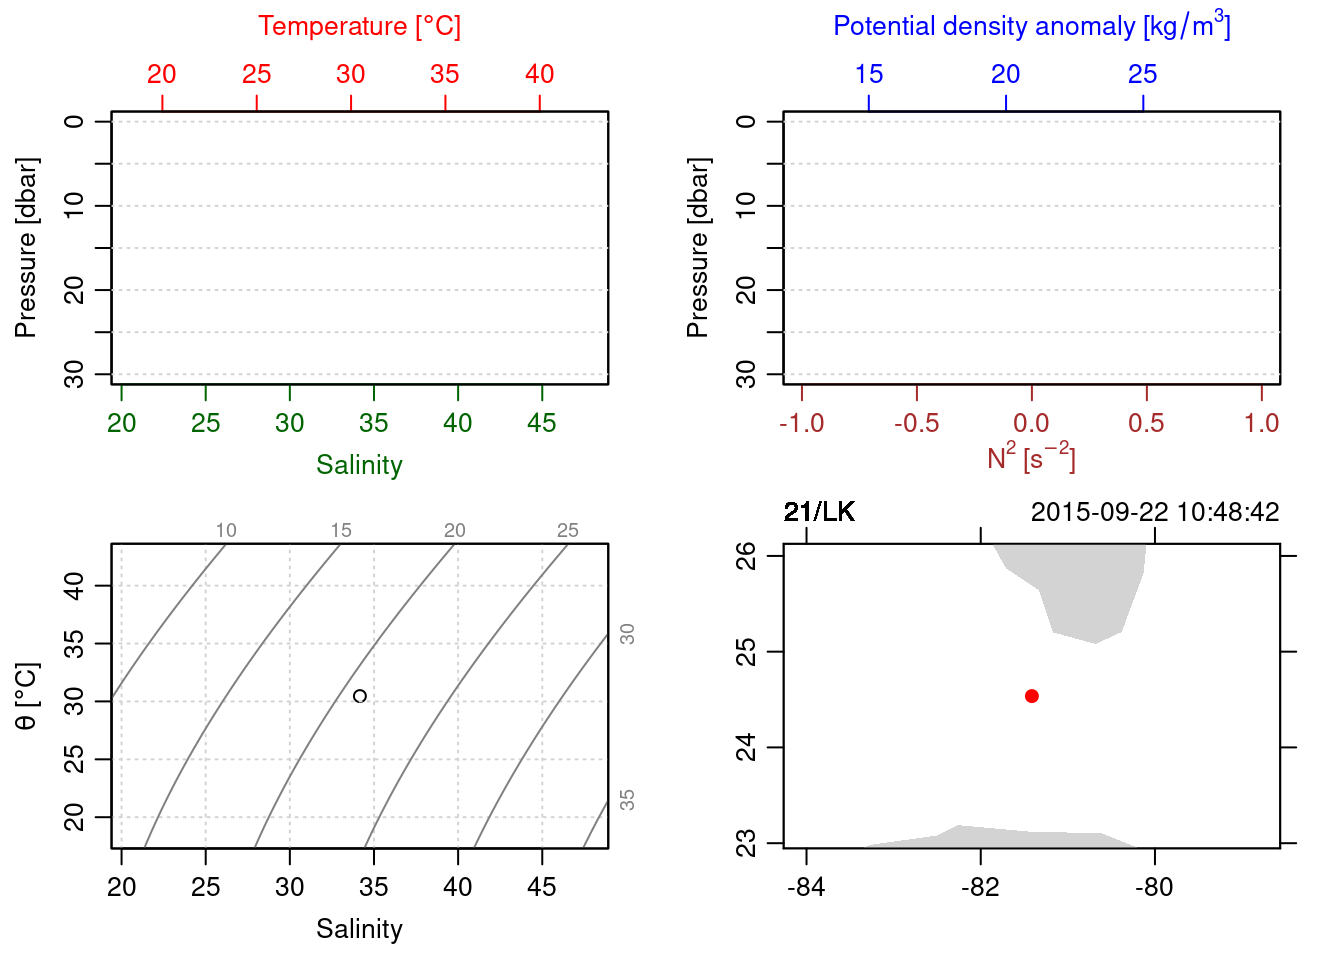 Temperature [°C]
20 25 30 35 40
Pressure [dbar]
0
10
20
30
20 25 30 35 40 45
Salinity
Potential density anomaly [kg/m³]
15 20 25
Pressure [dbar]
0
10
20
30
-1.0 -0.5 0.0 0.5 1.0
N² [s⁻²]
10 15 20 25
30
35
θ [°C]
40
35
30
25
20
20 25 30 35 40 45
Salinity
21/LK 2015-09-22 10:48:42
26
25
24
23
-84 -82 -80